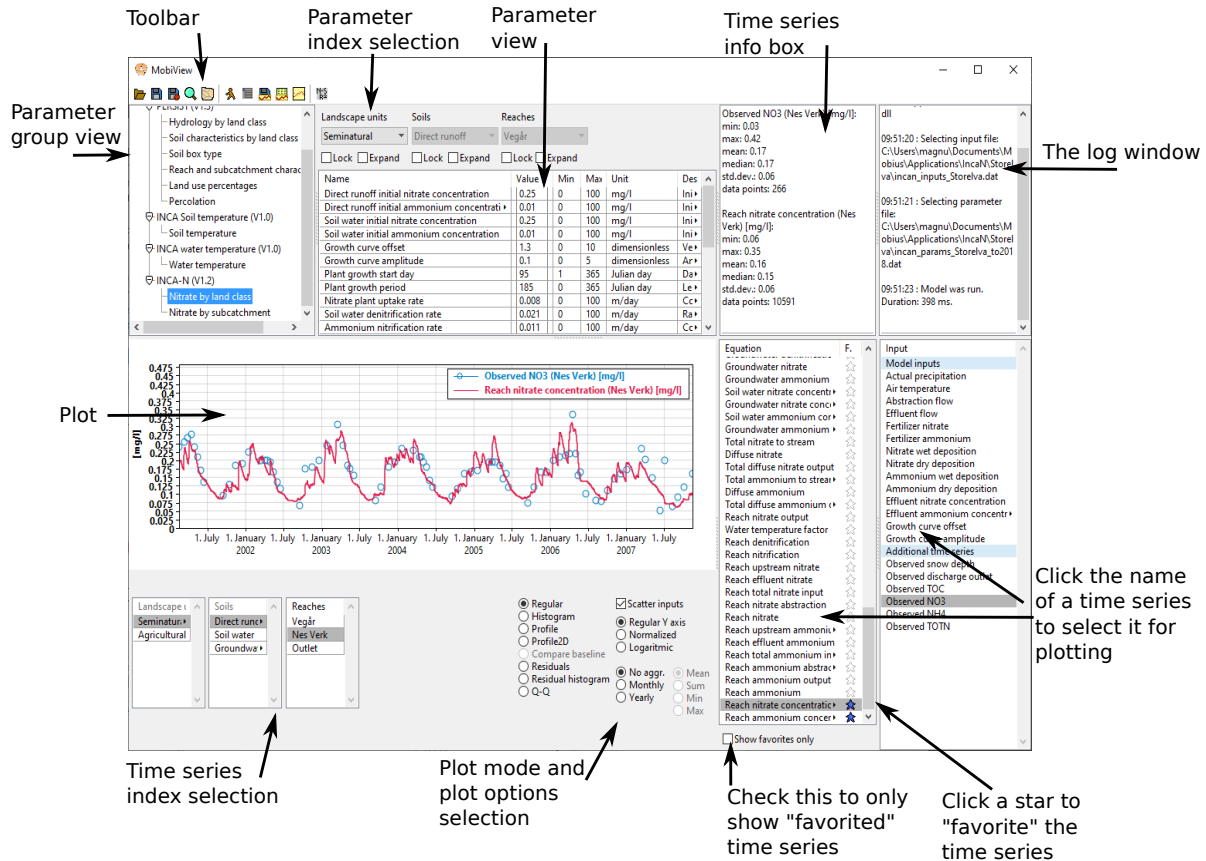 Toolbar
Parameter
index selection
Parameter
view
Time series
info box
Parameter
group view
The log window
MobiView
PERSiST (V1.3)
Hydrology by land class
Soil characteristics by land class
Soil box type
Reach and subcatchment charac
Land use percentages
Percolation
INCA Soil temperature (V1.0)
Soil temperature
INCA water temperature (V1.0)
Water temperature
INCA-N (V1.2)
Nitrate by land class
Nitrate by subcatchment
Landscape units Soils Reaches
Seminatural Direct runoff Vegår
Lock Expand Lock Expand Lock Expand
Name Value Min Max Unit Des
Direct runoff initial nitrate concentration 0.25 0 100 mg/l Ini
Direct runoff initial ammonium concentrati 0.01 0 100 mg/l Ini
Soil water initial nitrate concentration 0.25 0 100 mg/l Ini
Soil water initial ammonium concentration 0.01 0 100 mg/l Ini
Growth curve offset 1.3 0 10 dimensionless Ve
Growth curve amplitude 0.1 0 5 dimensionless Ar
Plant growth start day 95 1 365 Julian day Da
Plant growth period 185 0 365 Julian day Le
Nitrate plant uptake rate 0.008 0 100 m/day Cc
Soil water denitrification rate 0.021 0 100 m/day Ra
Ammonium nitrification rate 0.011 0 100 m/day Cc
Observed NO3 (Nes Verk) [mg/l]:
min: 0.03
max: 0.42
mean: 0.17
median: 0.17
std.dev.: 0.06
data points: 266
Reach nitrate concentration (Nes
Verk) [mg/l]:
min: 0.06
max: 0.35
mean: 0.16
median: 0.15
std.dev.: 0.06
data points: 10591
dll
09:51:20 : Selecting input file:
C:\Users\magnu\Documents\M
obius\Applications\IncaN\Storel
va\incan_inputs_Storelva.dat
09:51:21 : Selecting parameter
file:
C:\Users\magnu\Documents\M
obius\Applications\IncaN\Storel
va\incan_params_Storelva_to201
8.dat
09:51:23 : Model was run.
Duration: 398 ms.
Plot
[mg/l]
0.475
0.45
0.425
0.4
0.375
0.35
0.325
0.3
0.275
0.25
0.225
0.2
0.175
0.15
0.125
0.1
0.075
0.05
0.025
0
Observed NO3 (Nes Verk) [mg/l]
Reach nitrate concentration (Nes Verk) [mg/l]
1. July 1. January 1. July 1. January 1. July 1. January 1. July 1. January 1. July 1. January 1. July 1. January 1. July
2002 2003 2004 2005 2006 2007
Equation F.
Groundwater nitrate
Groundwater ammonium
Soil water nitrate concentr
Groundwater nitrate conc
Soil water ammonium cor
Groundwater ammonium
Total nitrate to stream
Diffuse nitrate
Total diffuse nitrate output
Total ammonium to strear
Diffuse ammonium
Total diffuse ammonium
Reach nitrate output
Water temperature factor
Reach denitrification
Reach nitrification
Reach upstream nitrate
Reach effluent nitrate
Reach total nitrate input
Reach nitrate abstraction
Reach nitrate
Reach upstream ammoniu
Reach effluent ammonium
Reach total ammonium in
Reach ammonium abstrac
Reach ammonium output
Reach ammonium
Reach nitrate concentratic
Reach ammonium concer
Show favorites only
Input
Model inputs
Actual precipitation
Air temperature
Abstraction flow
Effluent flow
Fertilizer nitrate
Fertilizer ammonium
Nitrate wet deposition
Nitrate dry deposition
Ammonium wet deposition
Ammonium dry deposition
Effluent nitrate concentration
Effluent ammonium concentr
Growth curve offset
Growth curve amplitude
Additional time series
Observed snow depth
Observed discharge outlet
Observed TOC
Observed NO3
Observed NH4
Observed TOTN
Click the name
of a time series
to select it for
plotting
Landscape u
Seminatura
Agricultural
Soils
Direct runc
Soil water
Groundwa
Reaches
Vegår
Nes Verk
Outlet
Regular
Histogram
Profile
Profile2D
Compare baseline
Residuals
Residual histogram
Q-Q
Scatter inputs
Regular Y axis
Normalized
Logaritmic
No aggr.
Monthly
Yearly
Mean
Sum
Min
Max
Time series
index selection
Plot mode and
plot options
selection
Check this to only
show "favorited"
time series
Click a star to
"favorite" the
time series